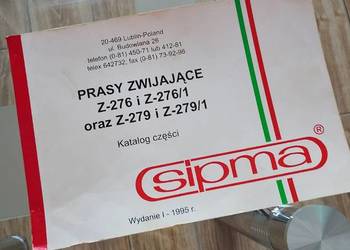 20-469 Lublin-Poland
ul. Budowlana 26
telefon (0-81) 450-71 lub 412-81
telex 642732, fax (0-81) 73-92-98
PRASY ZWIJAJĄCE
Z-276 i Z-276/1
oraz Z-279 i Z-279/1
Katalog części
sipma®
Wydanie I - 1995 r.